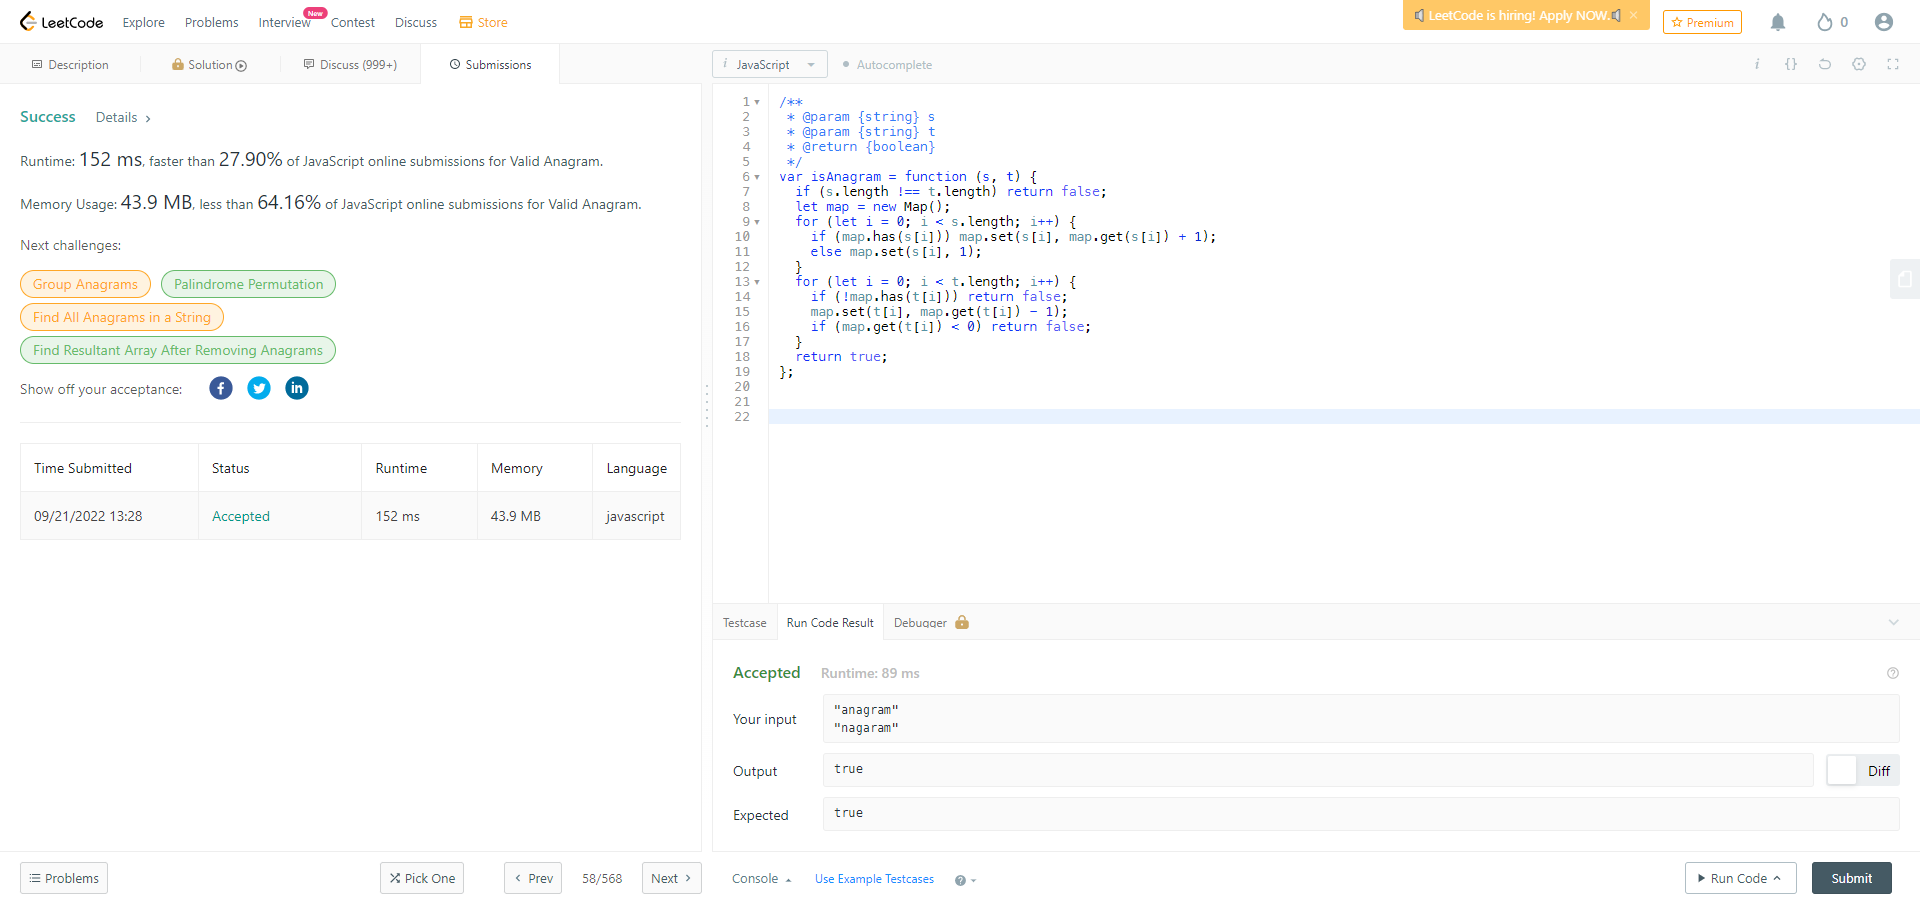 LeetCode Explore Problems Interview New Contest Discuss Store LeetCode is hiring! Apply NOW. × Premium 0
Description Solution Discuss (999+) Submissions
i JavaScript Autocomplete i {}
Success Details >
Runtime: 152 ms, faster than 27.90% of JavaScript online submissions for Valid Anagram.
Memory Usage: 43.9 MB, less than 64.16% of JavaScript online submissions for Valid Anagram.
Next challenges:
Group Anagrams Palindrome Permutation
Find All Anagrams in a String
Find Resultant Array After Removing Anagrams
Show off your acceptance: f in
Time Submitted Status Runtime Memory Language
09/21/2022 13:28 Accepted 152 ms 43.9 MB javascript
1 /**
2 * @param {string} s
3 * @param {string} t
4 * @return {boolean}
5 */
6 var isAnagram = function (s, t) {
7 if (s.length !== t.length) return false;
8 let map = new Map();
9 for (let i = 0; i < s.length; i++) {
10 if (map.has(s[i])) map.set(s[i], map.get(s[i]) + 1);
11 else map.set(s[i], 1);
12 }
13 for (let i = 0; i < t.length; i++) {
14 if (!map.has(t[i])) return false;
15 map.set(t[i], map.get(t[i]) - 1);
16 if (map.get(t[i]) < 0) return false;
17 }
18 return true;
19 };
20
21
22
Testcase Run Code Result Debugger
Accepted Runtime: 89 ms ?
Your input "anagram"
"nagaram"
Output true Diff
Expected true
Problems Pick One < Prev 58/568 Next > Console Use Example Testcases ? Run Code Submit